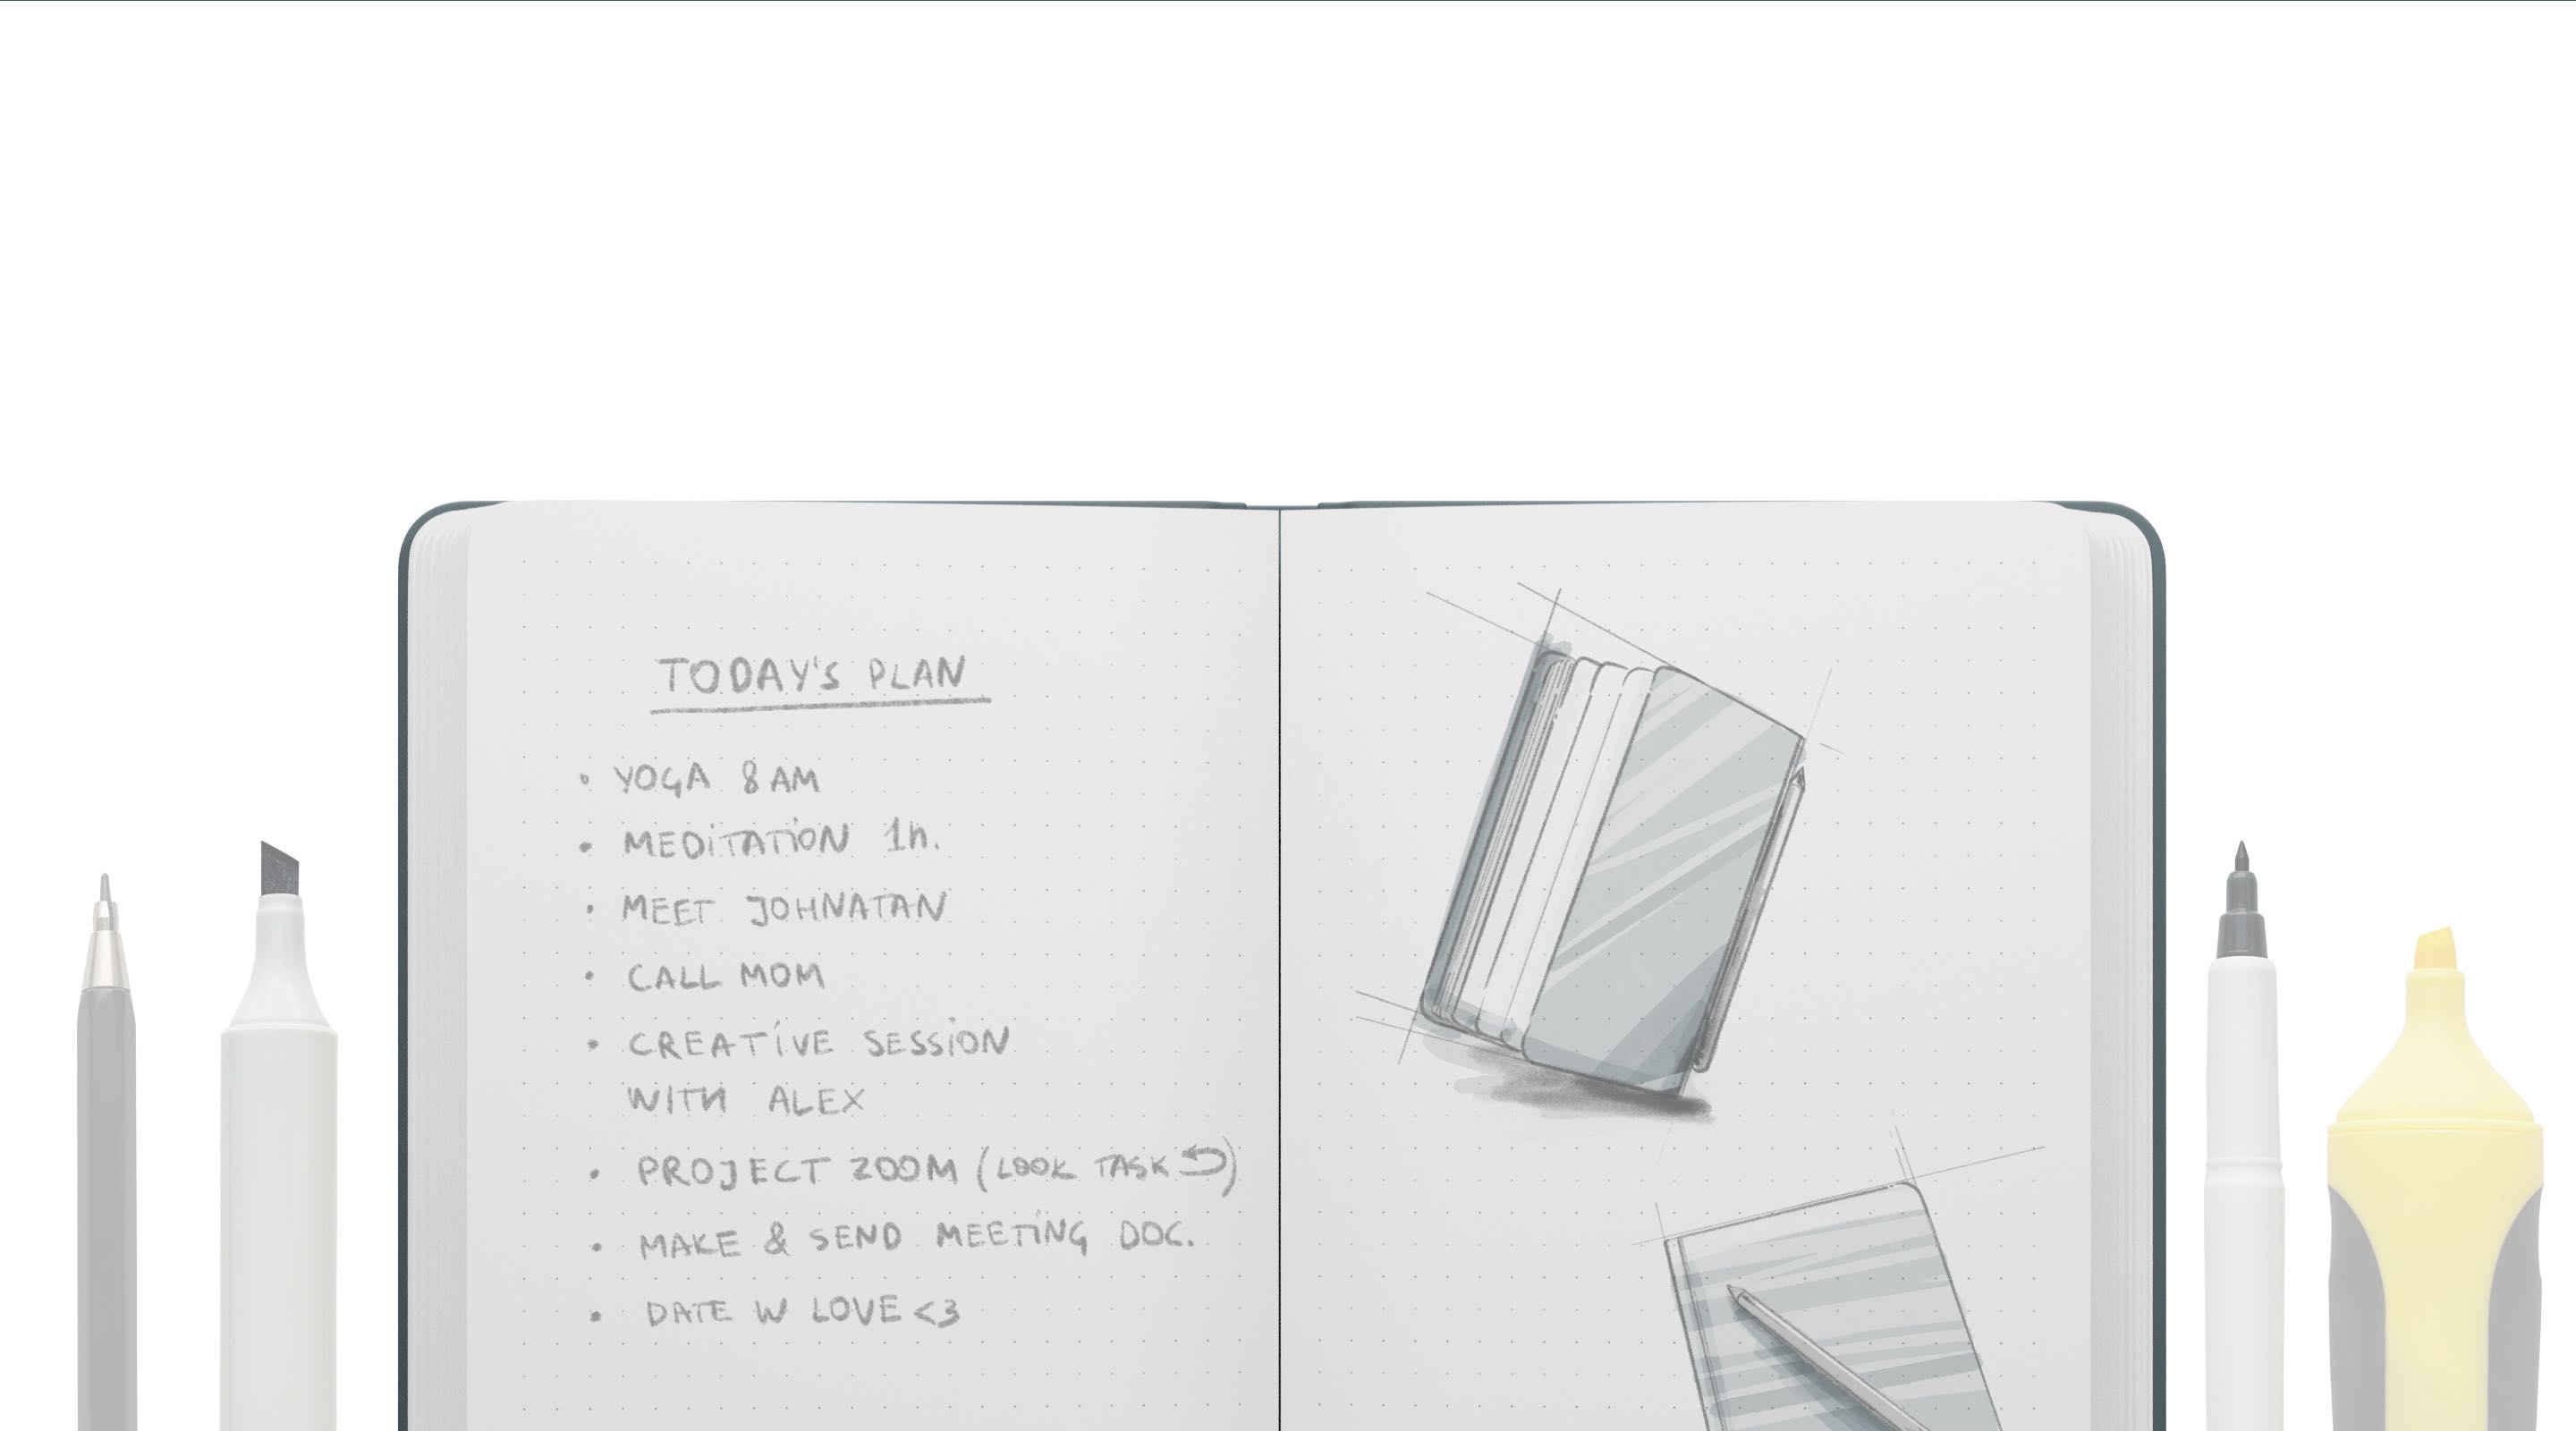 TODAY'S PLAN
• YOGA 8 AM
• MEDITATION 1h.
• MEET JOHNATAN
• CALL MOM
• CREATIVE SESSION
WITH ALEX
• PROJECT ZOOM (LOOK TASK ⮌)
• MAKE & SEND MEETING DOC.
• DATE W LOVE <3